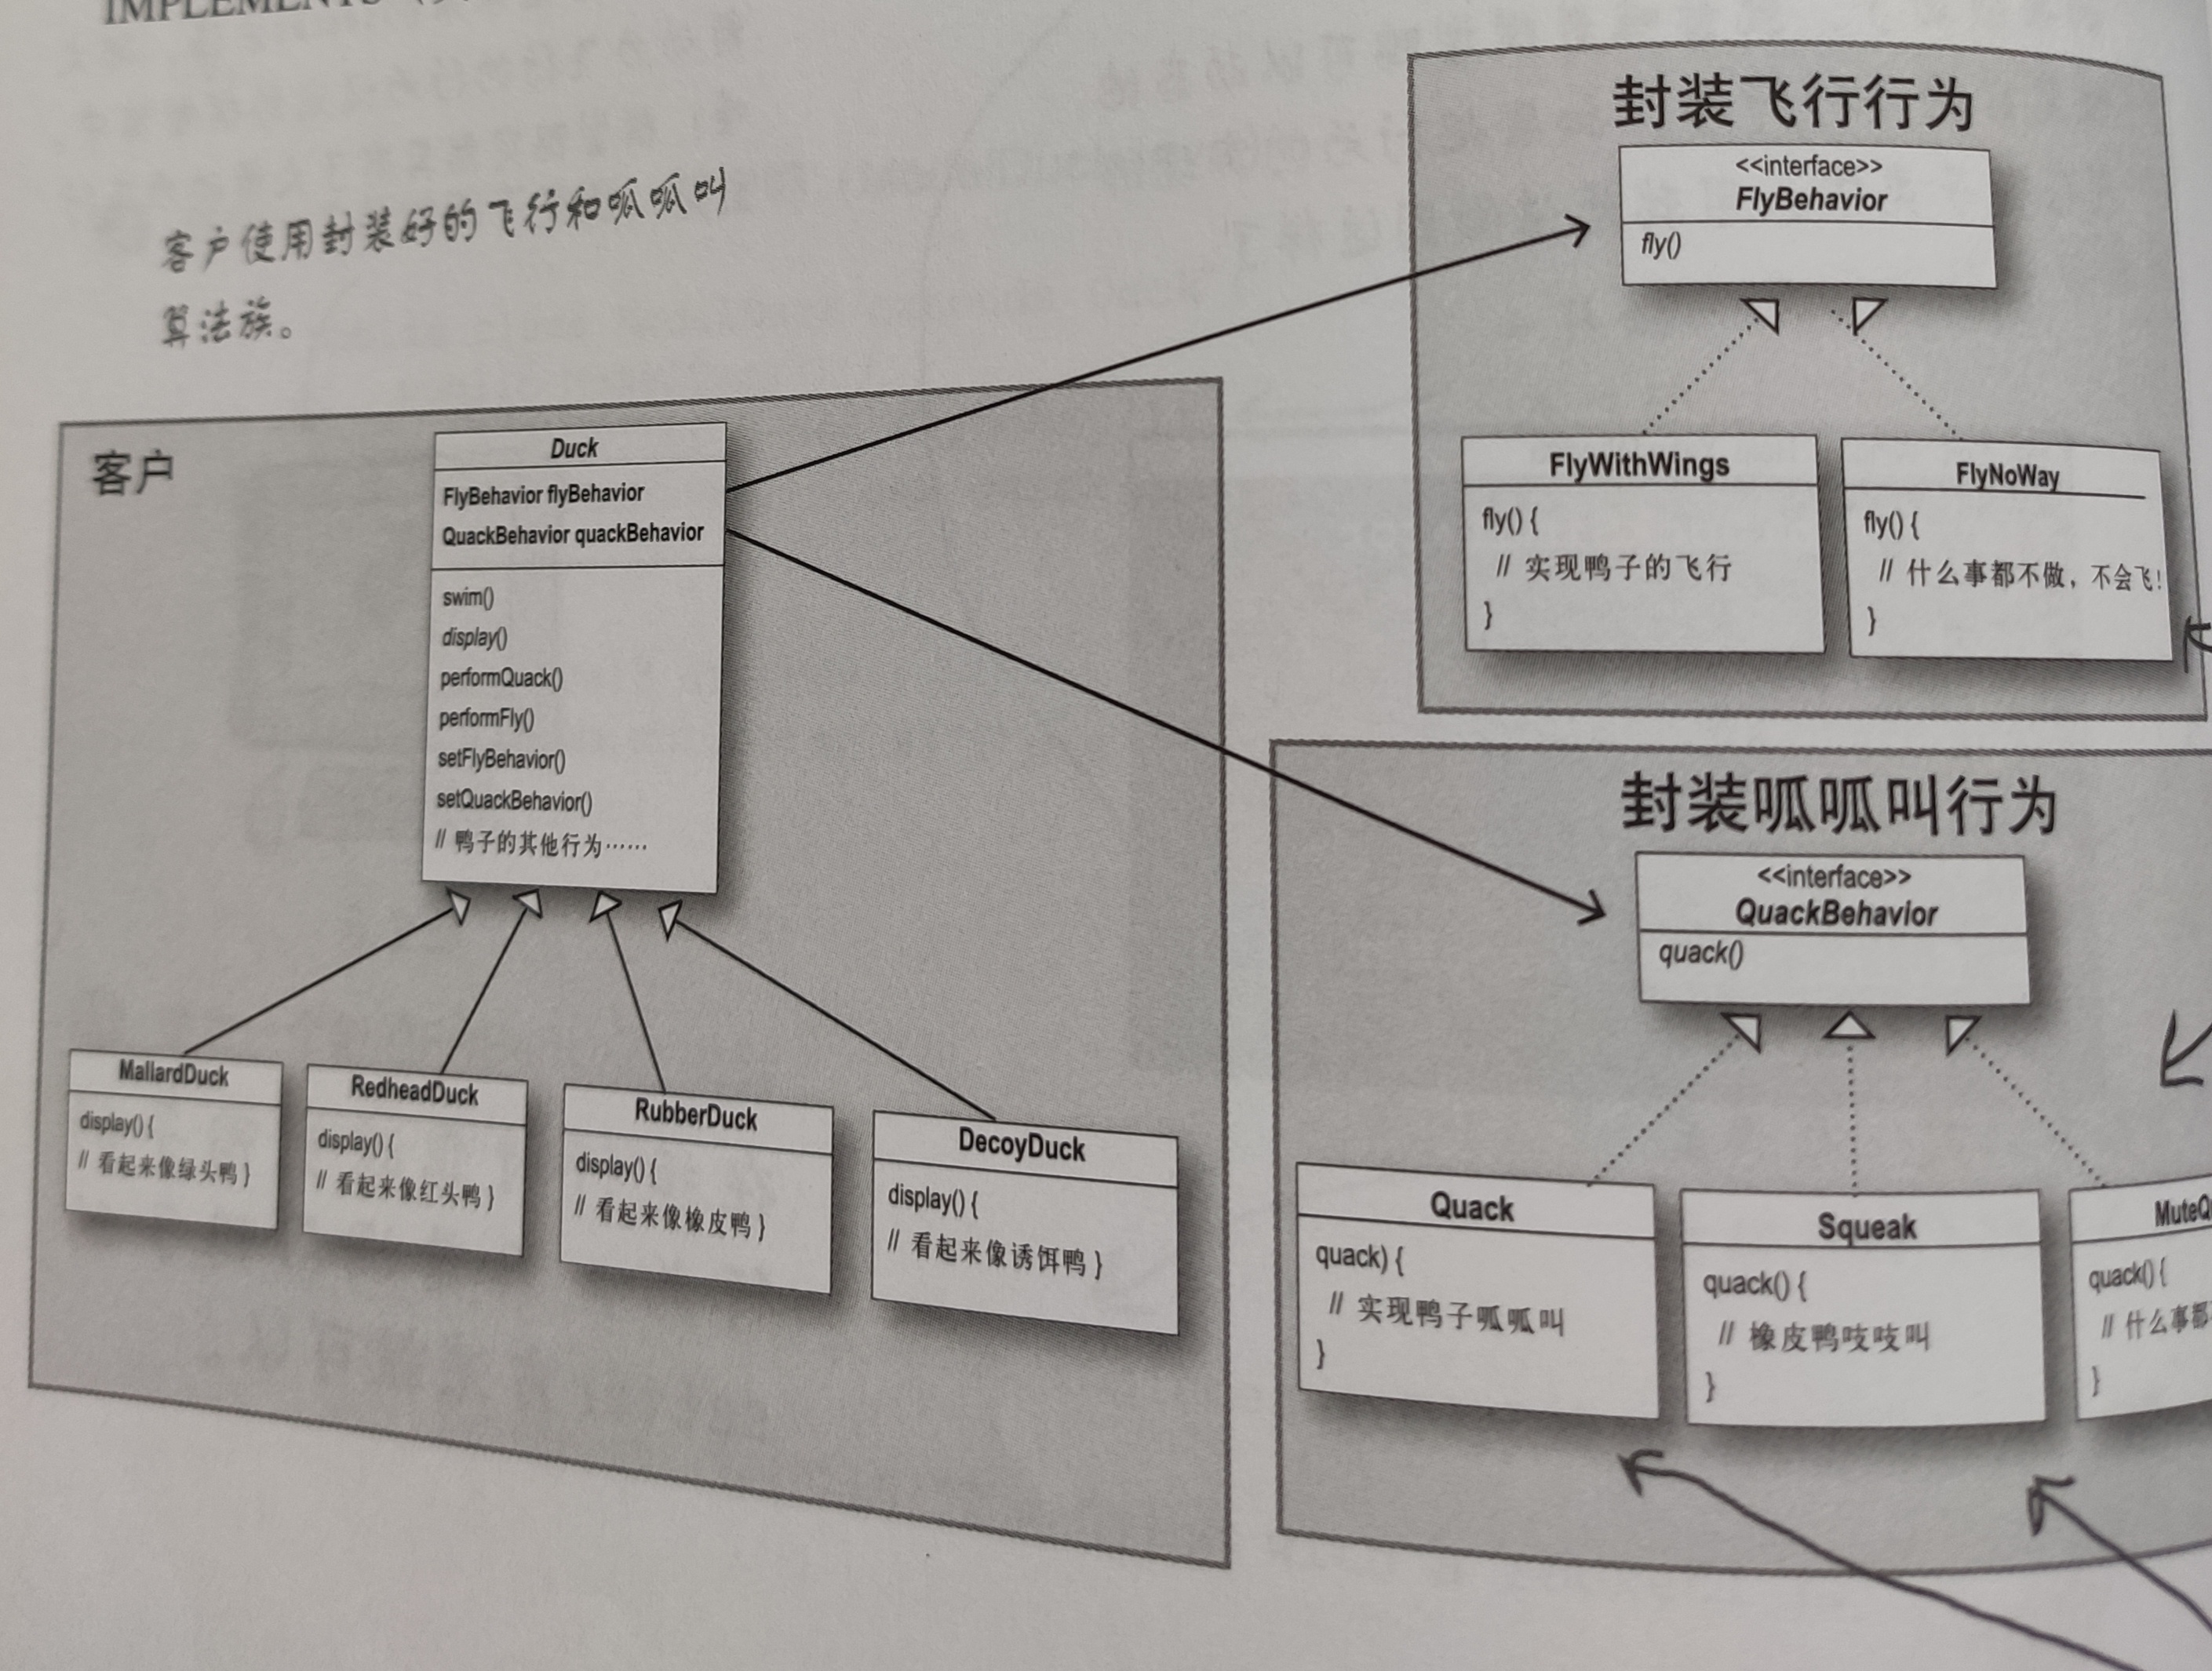 IMPLEMENTS
客户使用封装好的飞行和呱呱叫
算法族。
客户
Duck
FlyBehavior flyBehavior
QuackBehavior quackBehavior
swim()
display()
performQuack()
performFly()
setFlyBehavior()
setQuackBehavior()
// 鸭子的其他行为……
MallardDuck
display() {
// 看起来像绿头鸭 }
RedheadDuck
display() {
// 看起来像红头鸭 }
RubberDuck
display() {
// 看起来像橡皮鸭 }
DecoyDuck
display() {
// 看起来像诱饵鸭 }
封装飞行行为
<<interface>>
FlyBehavior
fly()
FlyWithWings
fly() {
// 实现鸭子的飞行
}
FlyNoWay
fly() {
// 什么事都不做，不会飞！
}
封装呱呱叫行为
<<interface>>
QuackBehavior
quack()
Quack
quack) {
// 实现鸭子呱呱叫
}
Squeak
quack() {
// 橡皮鸭吱吱叫
}
MuteQ
quack() {
// 什么事都
}